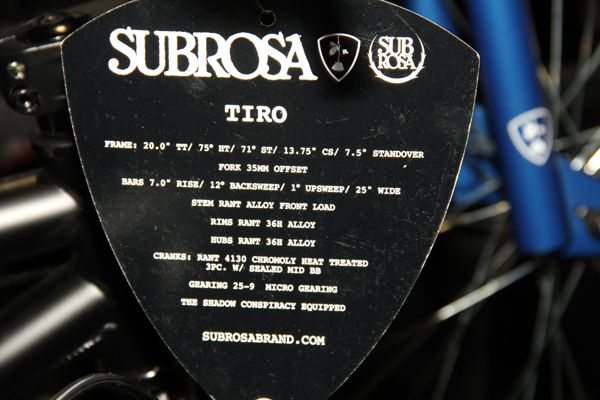 SUBROSA SUB ROSA
TIRO
FRAME: 20.0" TT/ 75° HT/ 71° ST/ 13.75" CS/ 7.5" STANDOVER
FORK 35MM OFFSET
BARS 7.0" RISE/ 12° BACKSWEEP/ 1° UPSWEEP/ 25" WIDE
STEM RANT ALLOY FRONT LOAD
RIMS RANT 36H ALLOY
HUBS RANT 36H ALLOY
CRANKS: RANT 4130 CHROMOLY HEAT TREATED
3PC. W/ SEALED MID BB
GEARING 25-9 MICRO GEARING
THE SHADOW CONSPIRACY EQUIPPED
SUBROSABRAND.COM